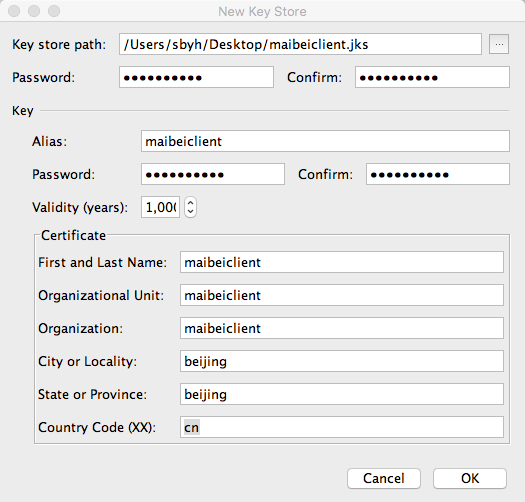 New Key Store
Key store path: /Users/sbyh/Desktop/maibeiclient.jks ...
Password: ●●●●●●●●●● Confirm: ●●●●●●●●●●
Key
Alias: maibeiclient
Password: ●●●●●●●●●● Confirm: ●●●●●●●●●●
Validity (years): 1,000
Certificate
First and Last Name: maibeiclient
Organizational Unit: maibeiclient
Organization: maibeiclient
City or Locality: beijing
State or Province: beijing
Country Code (XX): cn
Cancel OK